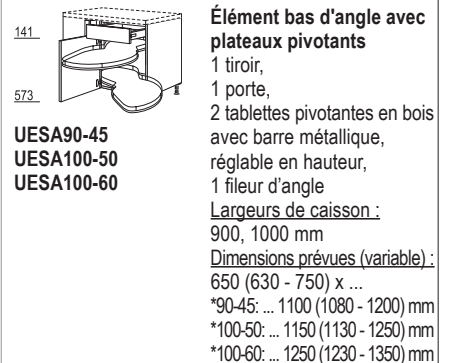 141
573
UESA90-45
UESA100-50
UESA100-60
Élément bas d'angle avec
plateaux pivotants
1 tiroir,
1 porte,
2 tablettes pivotantes en bois
avec barre métallique,
réglable en hauteur,
1 fileur d'angle
Largeurs de caisson :
900, 1000 mm
Dimensions prévues (variable) :
650 (630 - 750) x ...
*90-45: ... 1100 (1080 - 1200) mm
*100-50: ... 1150 (1130 - 1250) mm
*100-60: ... 1250 (1230 - 1350) mm